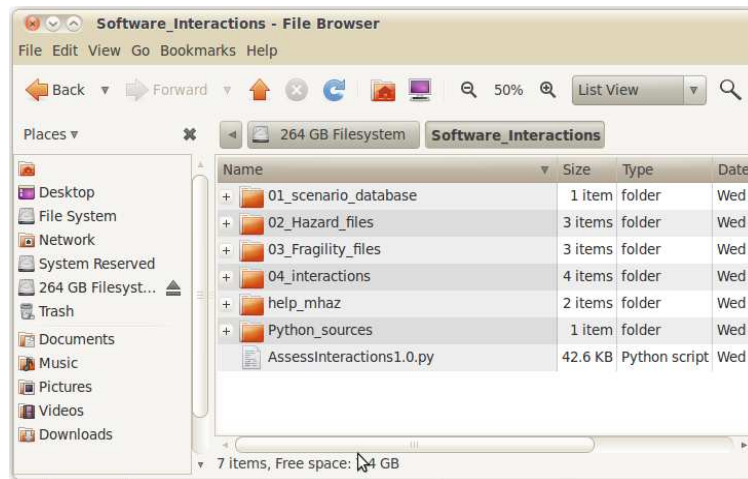 Software_Interactions - File Browser
File Edit View Go Bookmarks Help
Back Forward 50% List View
Places 264 GB Filesystem Software_Interactions
Name Size Type Date
Desktop
File System
Network
System Reserved
264 GB Filesyst...
Trash
Documents
Music
Pictures
Videos
Downloads
01_scenario_database 1 item folder Wed
02_Hazard_files 3 items folder Wed
03_Fragility_files 3 items folder Wed
04_interactions 4 items folder Wed
help_mhaz 2 items folder Wed
Python_sources 1 item folder Wed
AssessInteractions1.0.py 42.6 KB Python script Wed
7 items, Free space: GB